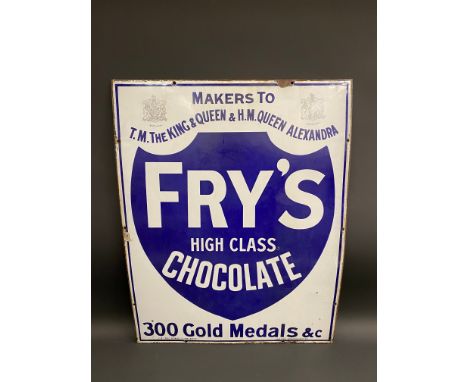 MAKERS TO
T.M. THE KING & QUEEN & H.M. QUEEN ALEXANDRA
FRY'S
HIGH CLASS
CHOCOLATE
300 Gold Medals &c